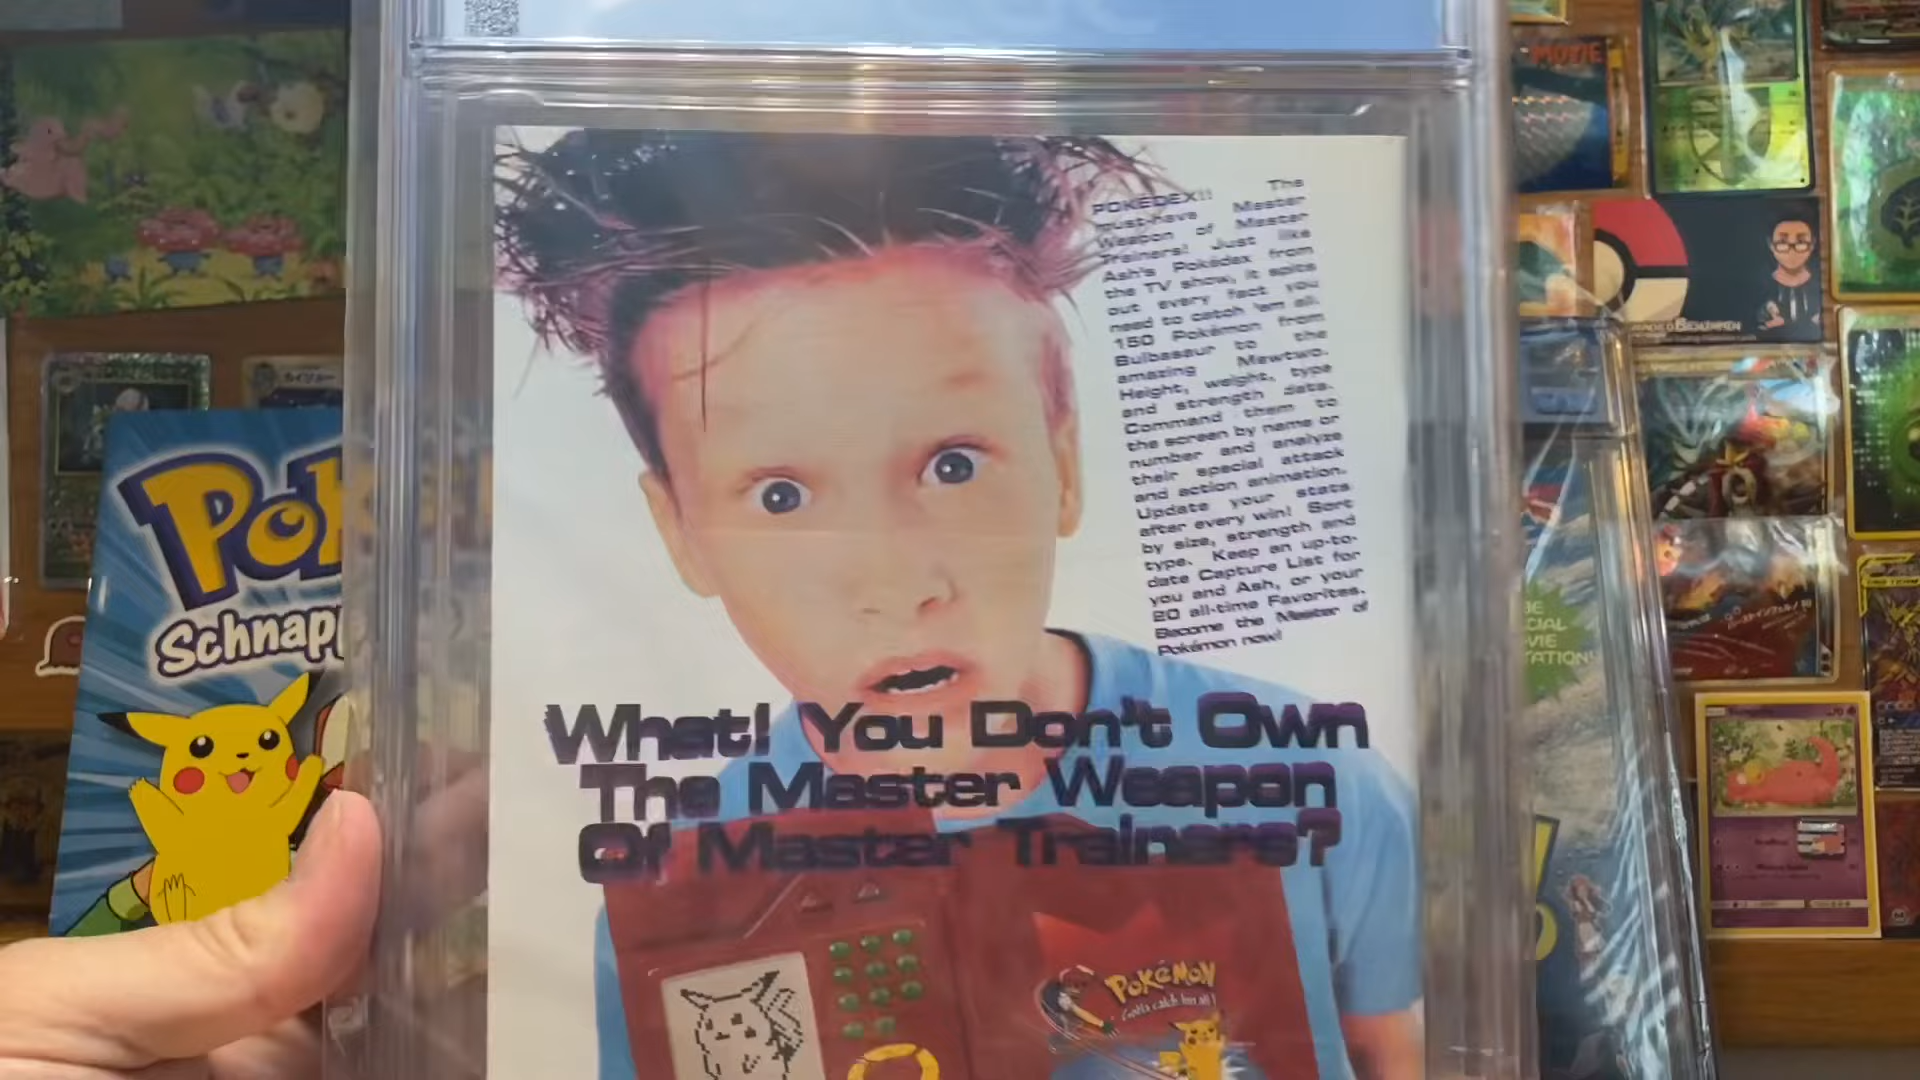 POKéDEX!! The
must-have Master
Weapon of Master
Trainers! Just like
Ash's Pokédex from
the TV show, it spits
out every fact you
need to catch 'em all.
150 Pokémon from
Bulbasaur to the
amazing Mewtwo.
Height, weight, type
and strength data.
Command them to
the screen by name or
number and analyze
their special attack
and action animation.
Update your stats
after every win! Sort
by size, strength and
type. Keep an up-to-
date Capture List for
you and Ash, or your
20 all-time Favorites.
Become the Master of
Pokémon now!
What! You Don't Own
The Master Weapon
Of Master Trainers?
POKéMON
Gotta catch 'em all!
Pok
Schnapp
MOVIE